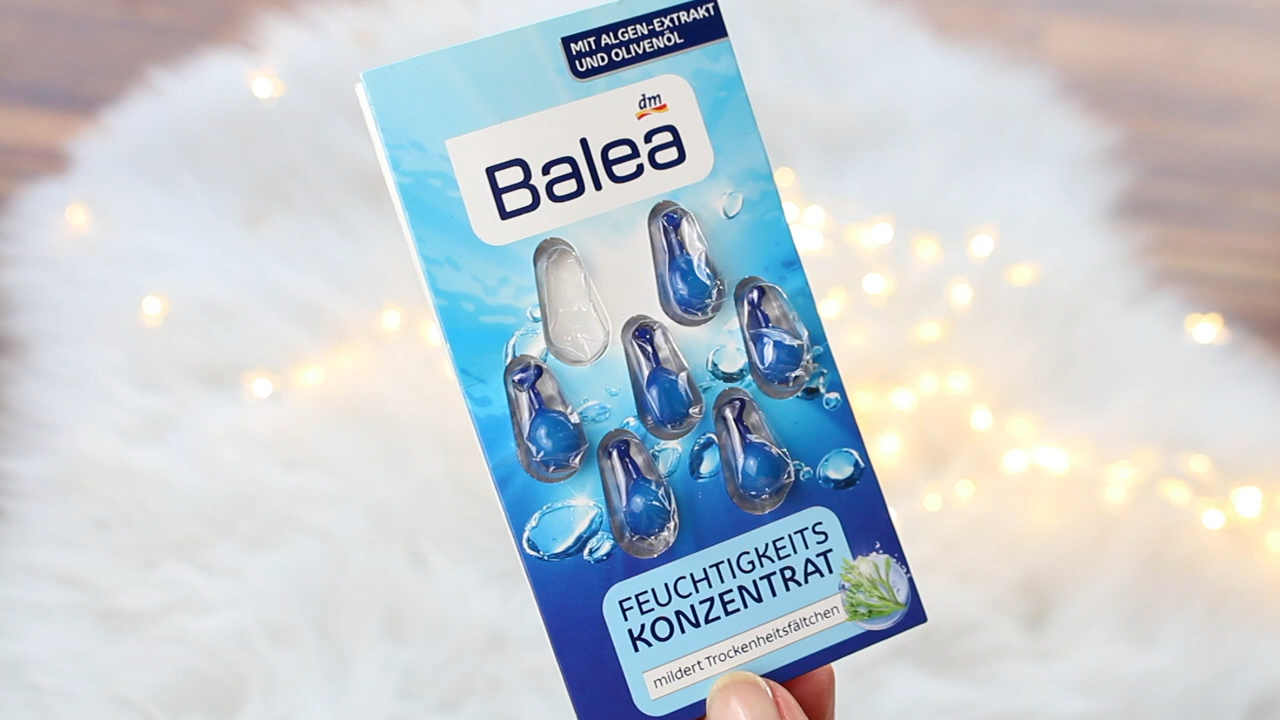 MIT ALGEN-EXTRAKT
UND OLIVENÖL
dm
Balea
FEUCHTIGKEITS
KONZENTRAT
mildert Trockenheitsfältchen